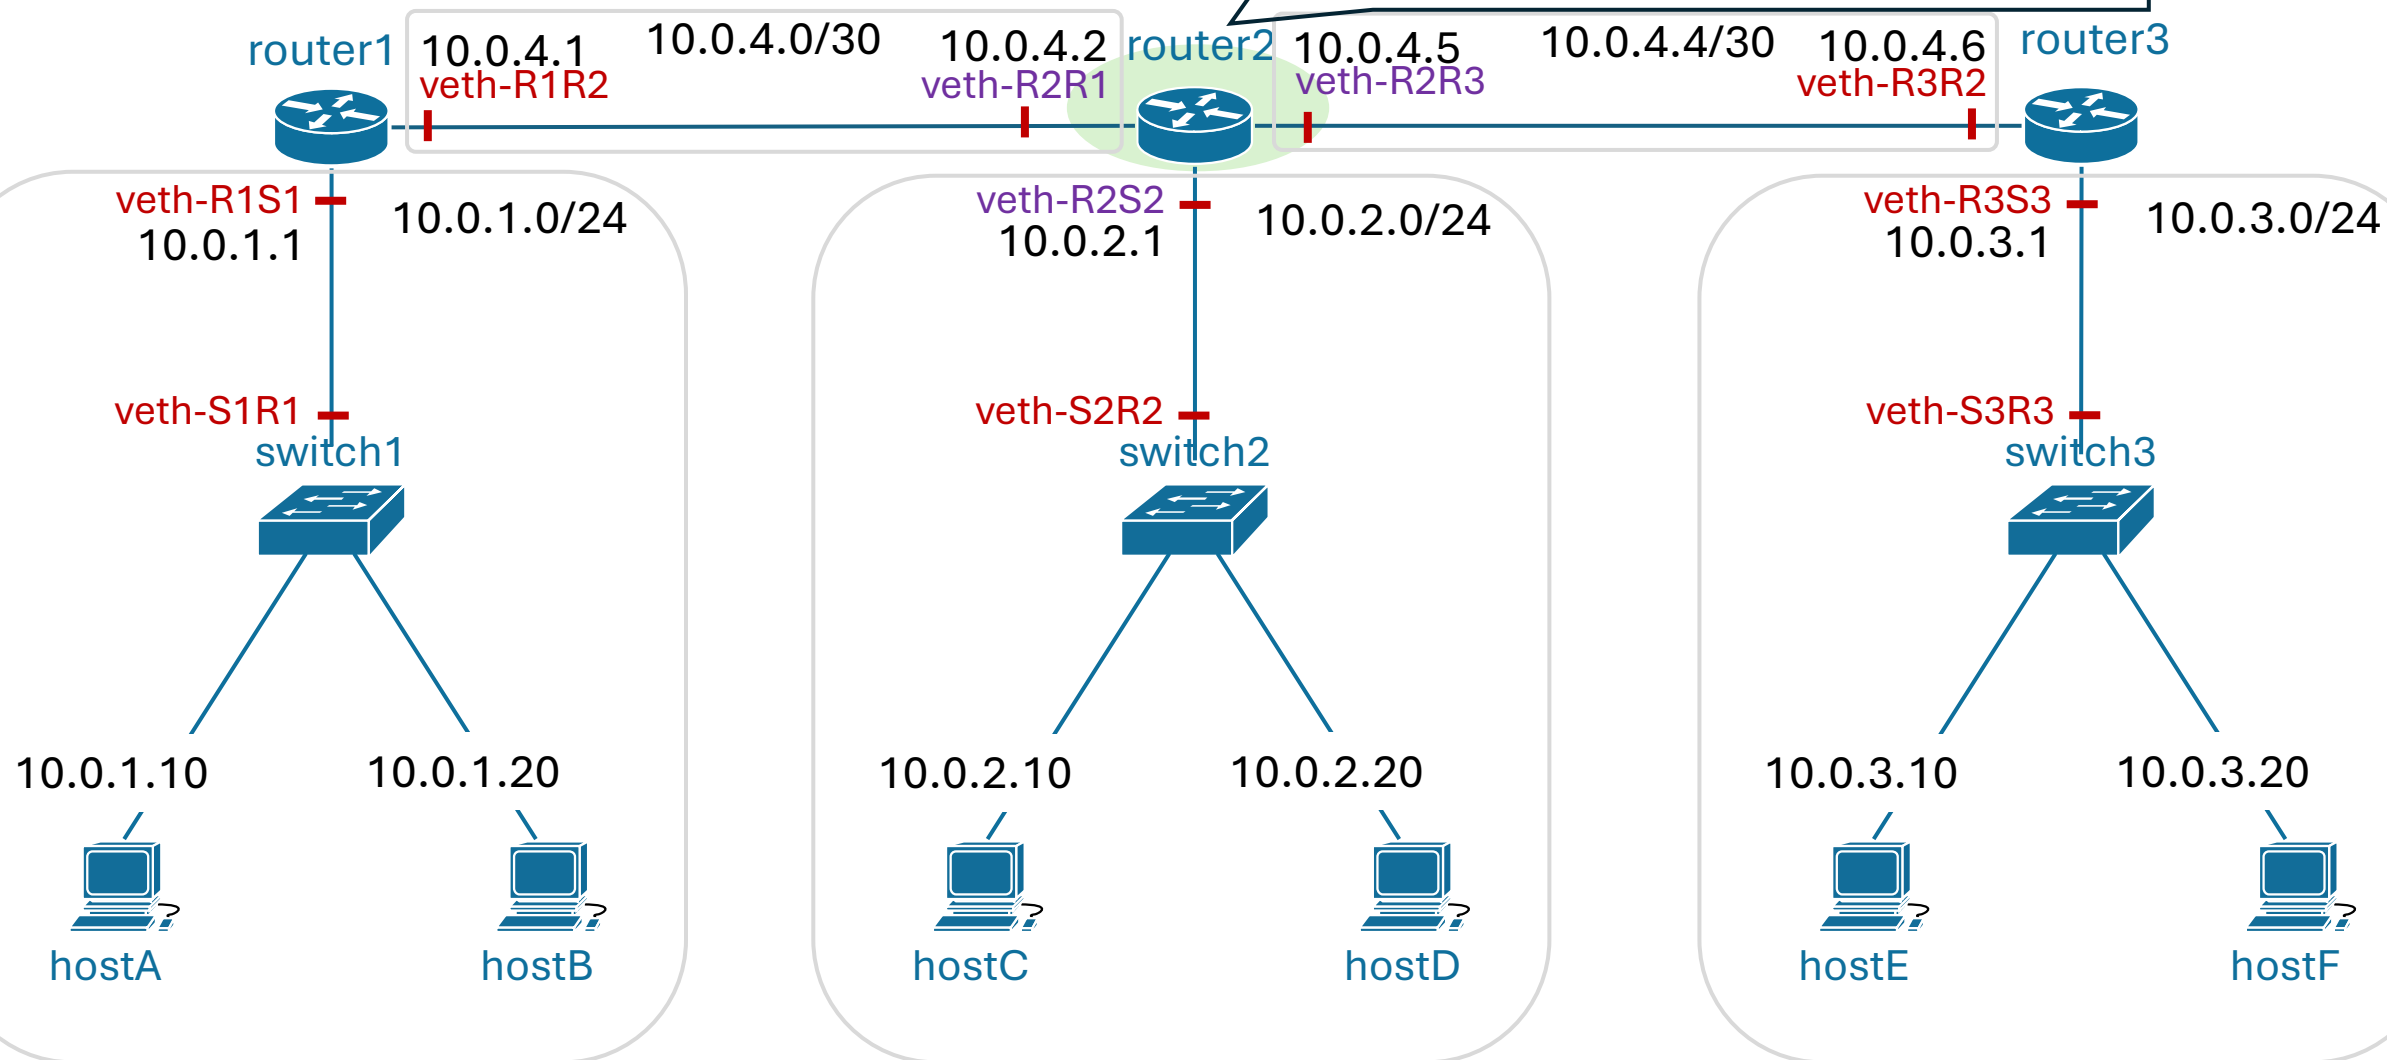 router1
10.0.4.1
10.0.4.0/30
10.0.4.2
router2
10.0.4.5
10.0.4.4/30
10.0.4.6
router3
veth-R1R2
veth-R2R1
veth-R2R3
veth-R3R2
veth-R1S1
10.0.1.1
10.0.1.0/24
veth-R2S2
10.0.2.1
10.0.2.0/24
veth-R3S3
10.0.3.1
10.0.3.0/24
veth-S1R1
switch1
veth-S2R2
switch2
veth-S3R3
switch3
10.0.1.10
10.0.1.20
10.0.2.10
10.0.2.20
10.0.3.10
10.0.3.20
hostA
hostB
hostC
hostD
hostE
hostF